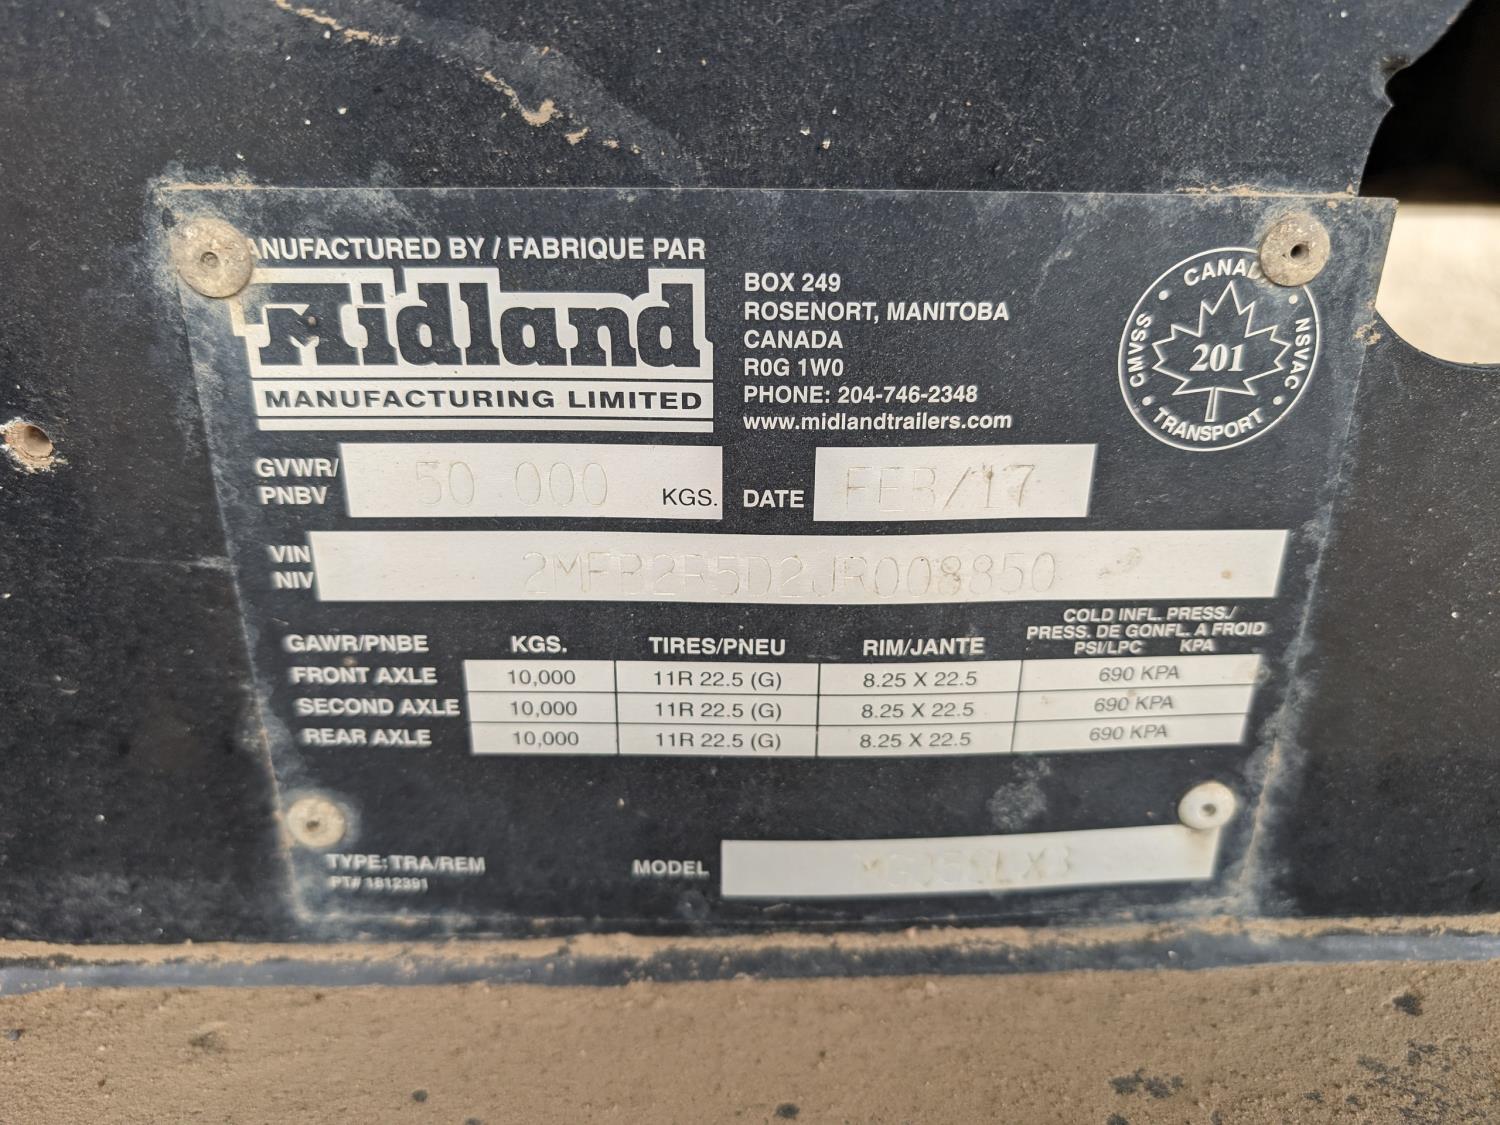 ANUFACTURED BY / FABRIQUE PAR
Midland
MANUFACTURING LIMITED
BOX 249
ROSENORT, MANITOBA
CANADA
R0G 1W0
PHONE: 204-746-2348
www.midlandtrailers.com
CANAD
CMVSS • 201 • NSVAC
TRANSPORT
GVWR/ 50 000 KGS. DATE FEB/17
PNBV
VIN 2MFB2R5D2JR008850
NIV
COLD INFL. PRESS./
PRESS. DE GONFL. A FROID
GAWR/PNBE KGS. TIRES/PNEU RIM/JANTE PSI/LPC KPA
FRONT AXLE 10,000 11R 22.5 (G) 8.25 X 22.5 690 KPA
SECOND AXLE 10,000 11R 22.5 (G) 8.25 X 22.5 690 KPA
REAR AXLE 10,000 11R 22.5 (G) 8.25 X 22.5 690 KPA
TYPE: TRA/REM MODEL
PT# 1812391